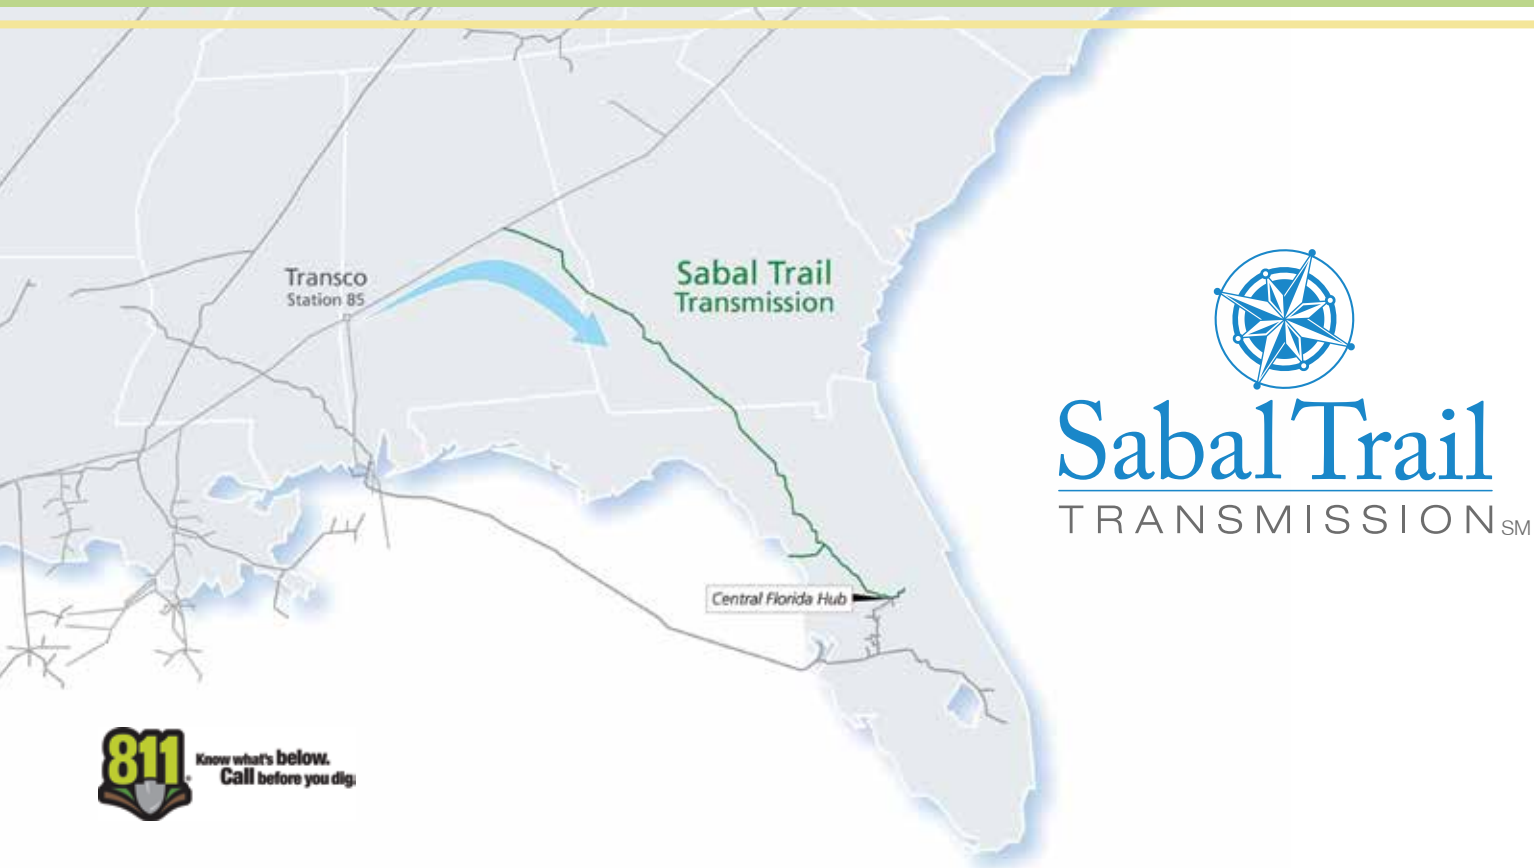 Transco
Station 85
Sabal Trail
Transmission
Central Florida Hub
Sabal Trail
TRANSMISSION SM
811
Know what's below.
Call before you dig.